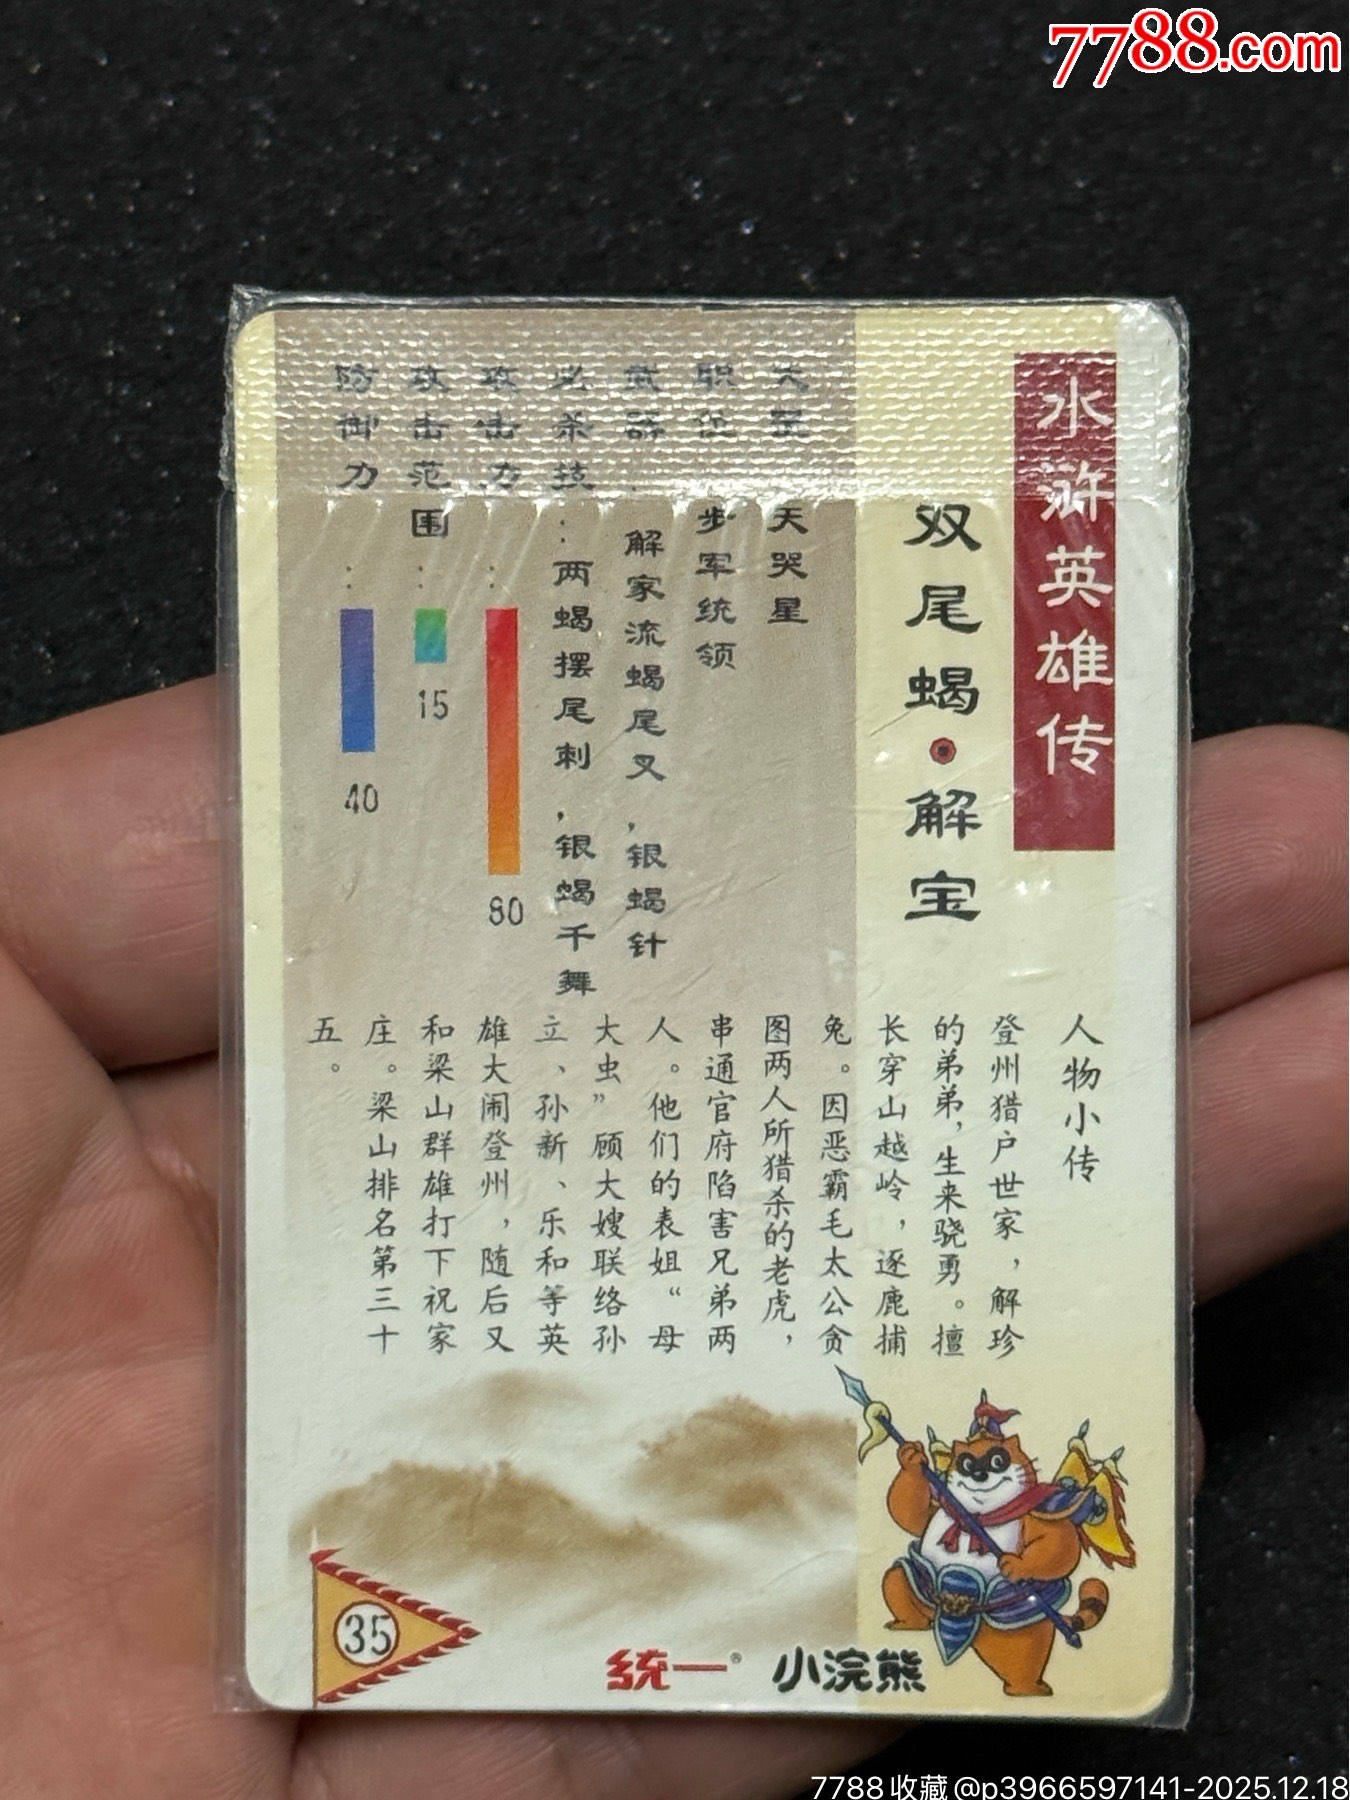 7788.com
水浒英雄传
双尾蝎·解宝
天罡 天哭星
职位 步军统领
武器：解家流蝎尾叉，银蝎针
必杀技：两蝎摆尾刺，银蝎千舞
攻击力：80
攻击范围：15
防御力：40
人物小传
登州猎户世家，解珍
的弟弟，生来骁勇。擅
长穿山越岭，逐鹿捕
兔。因恶霸毛太公贪
图两人所猎杀的老虎，
串通官府陷害兄弟两
人。他们的表姐“母
大虫”顾大嫂联络孙
立、孙新、乐和等英
雄大闹登州，随后又
和梁山群雄打下祝家
庄。梁山排名第三十
五。
35
统一® 小浣熊
7788收藏@p3966597141-2025.12.18